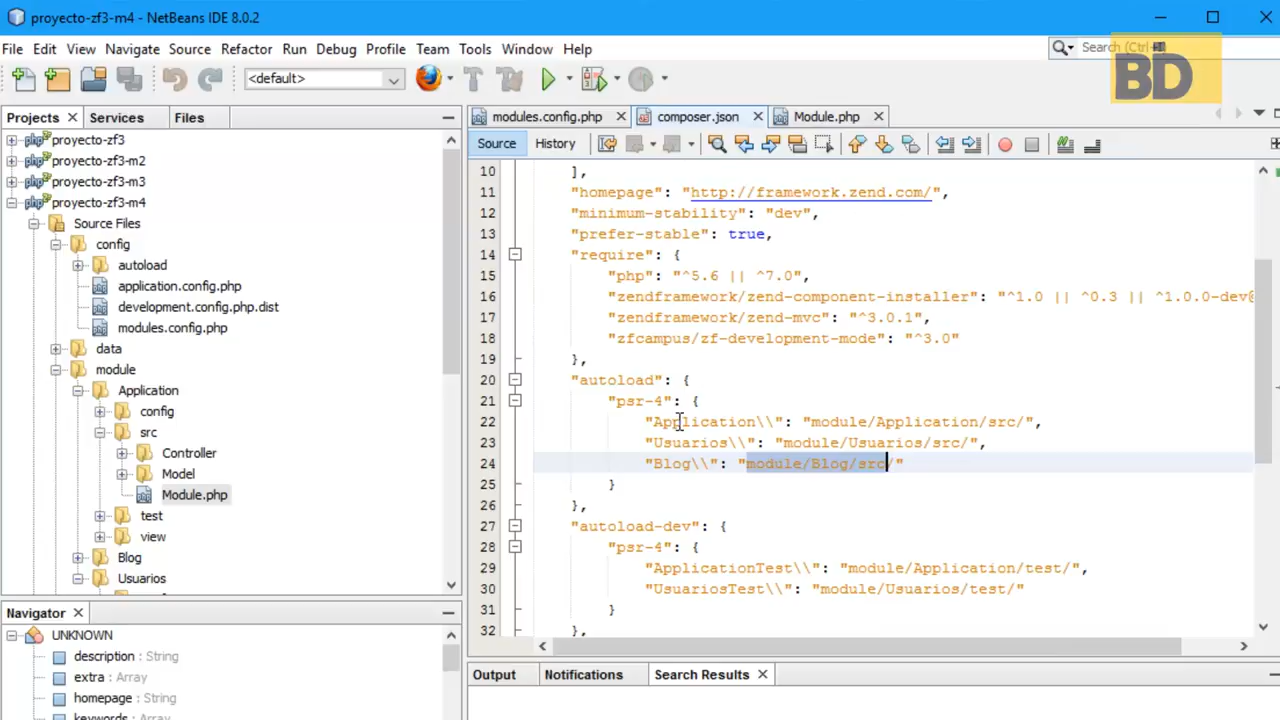 proyecto-zf3-m4 - NetBeans IDE 8.0.2
File Edit View Navigate Source Refactor Run Debug Profile Team Tools Window Help
Search (Ctrl+
BD
<default>
Projects Services Files
modules.config.php composer.json Module.php
Source History
proyecto-zf3
proyecto-zf3-m2
proyecto-zf3-m3
proyecto-zf3-m4
Source Files
config
autoload
application.config.php
development.config.php.dist
modules.config.php
data
module
Application
config
src
Controller
Model
Module.php
test
view
Blog
Usuarios
10 ],
11 "homepage": "http://framework.zend.com/",
12 "minimum-stability": "dev",
13 "prefer-stable": true,
14 "require": {
15 "php": "^5.6 || ^7.0",
16 "zendframework/zend-component-installer": "^1.0 || ^0.3 || ^1.0.0-dev@
17 "zendframework/zend-mvc": "^3.0.1",
18 "zfcampus/zf-development-mode": "^3.0"
19 },
20 "autoload": {
21 "psr-4": {
22 "Application\\": "module/Application/src/",
23 "Usuarios\\": "module/Usuarios/src/",
24 "Blog\\": "module/Blog/src/"
25 }
26 },
27 "autoload-dev": {
28 "psr-4": {
29 "ApplicationTest\\": "module/Application/test/",
30 "UsuariosTest\\": "module/Usuarios/test/"
31 }
32 },
Navigator
UNKNOWN
description : String
extra : Array
homepage : String
keywords : Array
Output Notifications Search Results